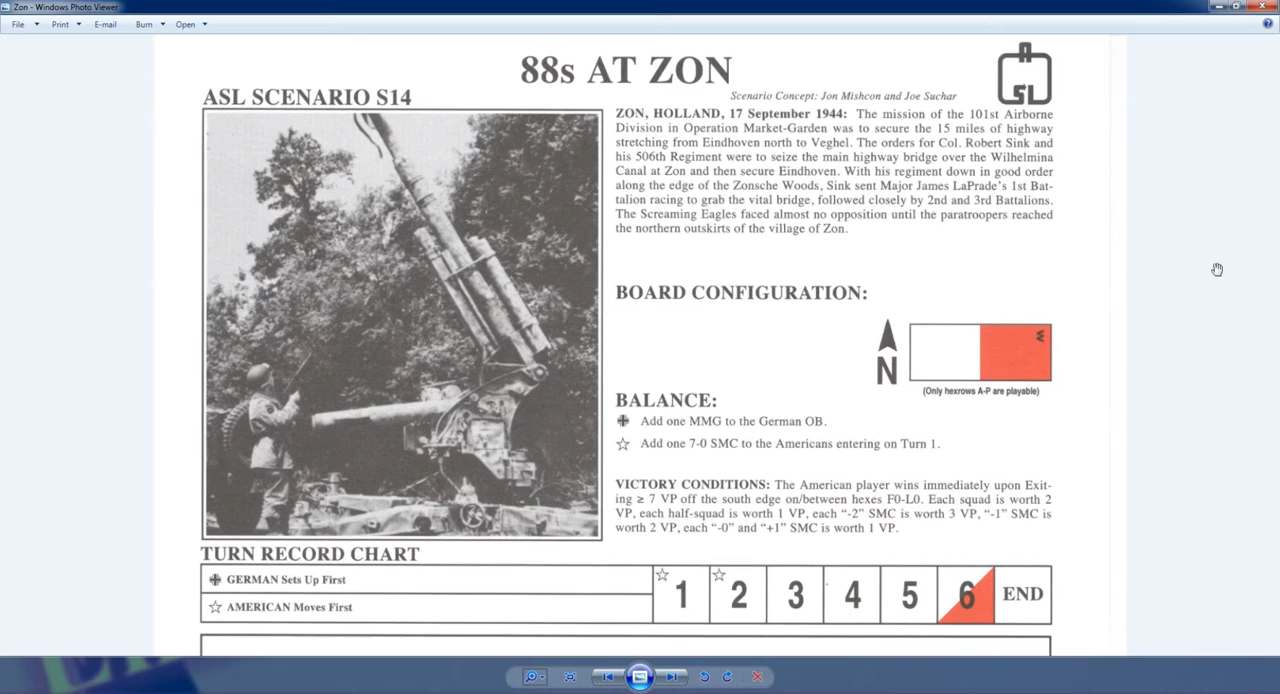 Zon - Windows Photo Viewer
File Print E-mail Burn Open
88s AT ZON
ASL SCENARIO S14
Scenario Concept: Jon Mishcon and Joe Suchar
ASL
ZON, HOLLAND, 17 September 1944: The mission of the 101st Airborne
Division in Operation Market-Garden was to secure the 15 miles of highway
stretching from Eindhoven north to Veghel. The orders for Col. Robert Sink and
his 506th Regiment were to seize the main highway bridge over the Wilhelmina
Canal at Zon and then secure Eindhoven. With his regiment down in good order
along the edge of the Zonsche Woods, Sink sent Major James LaPrade's 1st Bat-
talion racing to grab the vital bridge, followed closely by 2nd and 3rd Battalions.
The Screaming Eagles faced almost no opposition until the paratroopers reached
the northern outskirts of the village of Zon.
BOARD CONFIGURATION:
N
W
(Only hexrows A-P are playable)
BALANCE:
Add one MMG to the German OB.
Add one 7-0 SMC to the Americans entering on Turn 1.
VICTORY CONDITIONS: The American player wins immediately upon Exit-
ing ≥ 7 VP off the south edge on/between hexes F0-L0. Each squad is worth 2
VP, each half-squad is worth 1 VP, each "-2" SMC is worth 3 VP, "-1" SMC is
worth 2 VP, each "-0" and "+1" SMC is worth 1 VP.
TURN RECORD CHART
GERMAN Sets Up First
AMERICAN Moves First
1 2 3 4 5 6 END